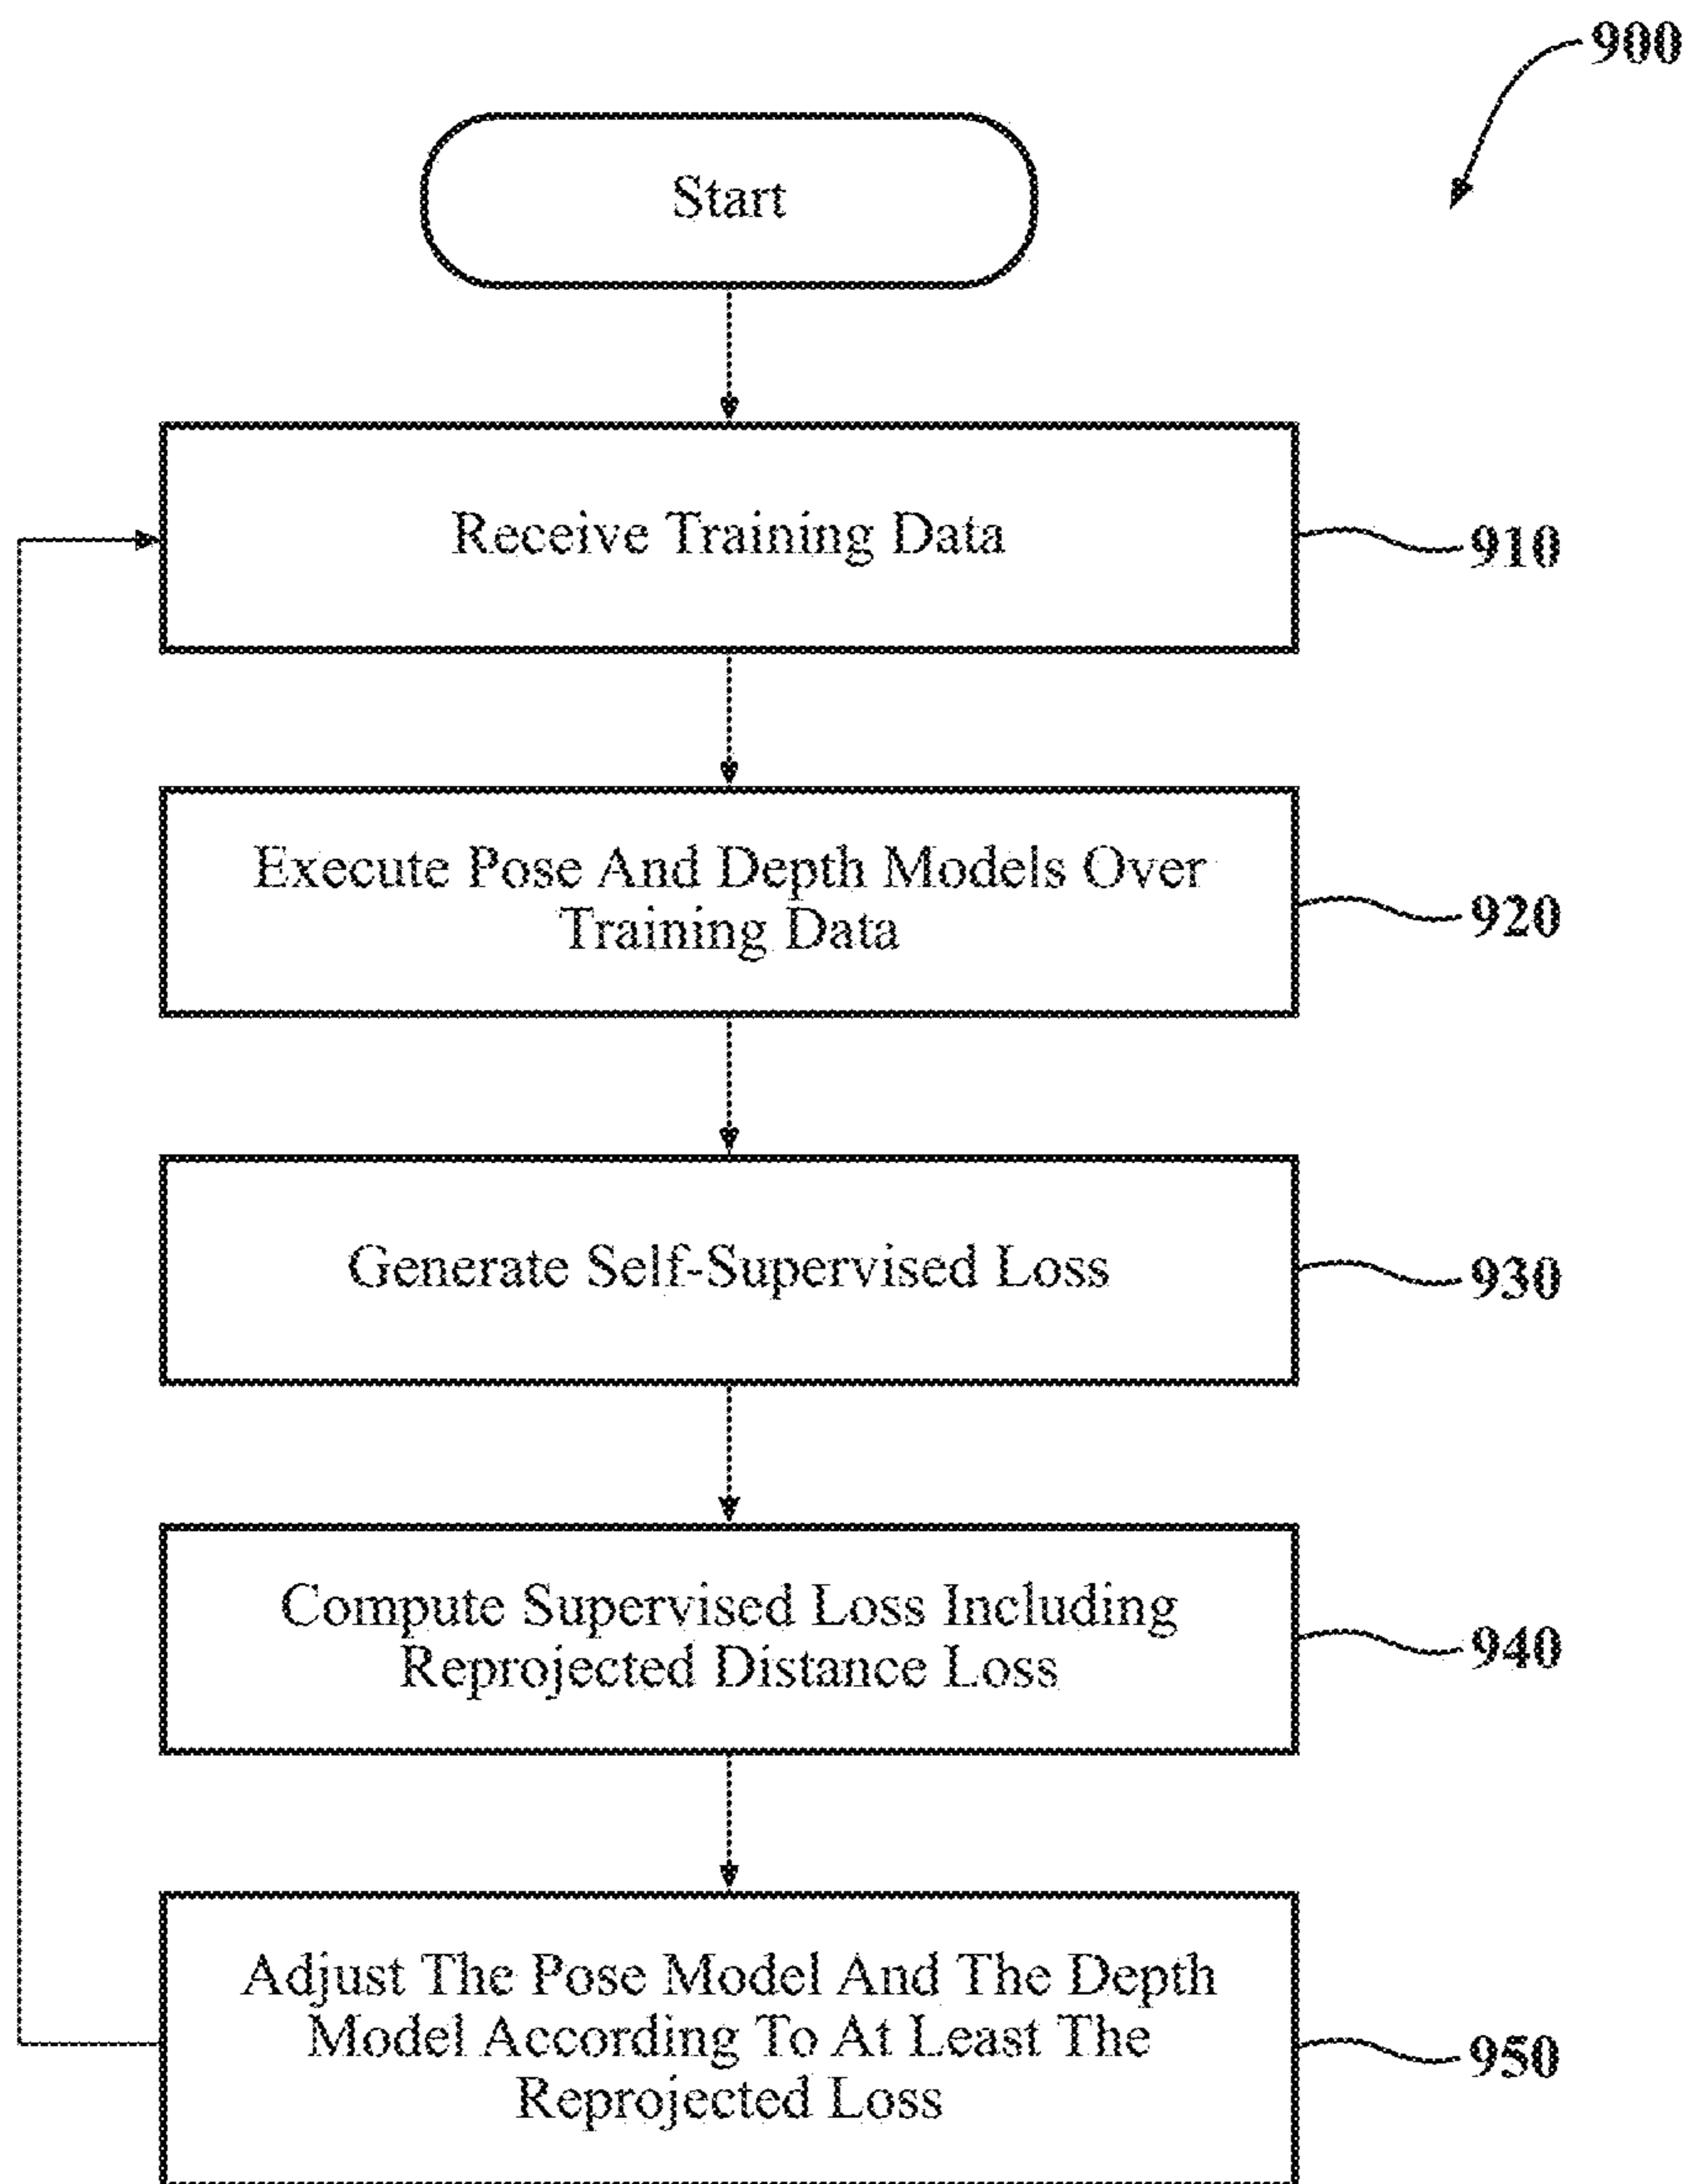 900
Start
Receive Training Data
910
Execute Pose And Depth Models Over
Training Data
920
Generate Self-Supervised Loss
930
Compute Supervised Loss Including
Reprojected Distance Loss
940
Adjust The Pose Model And The Depth
Model According To At Least The
Reprojected Loss
950